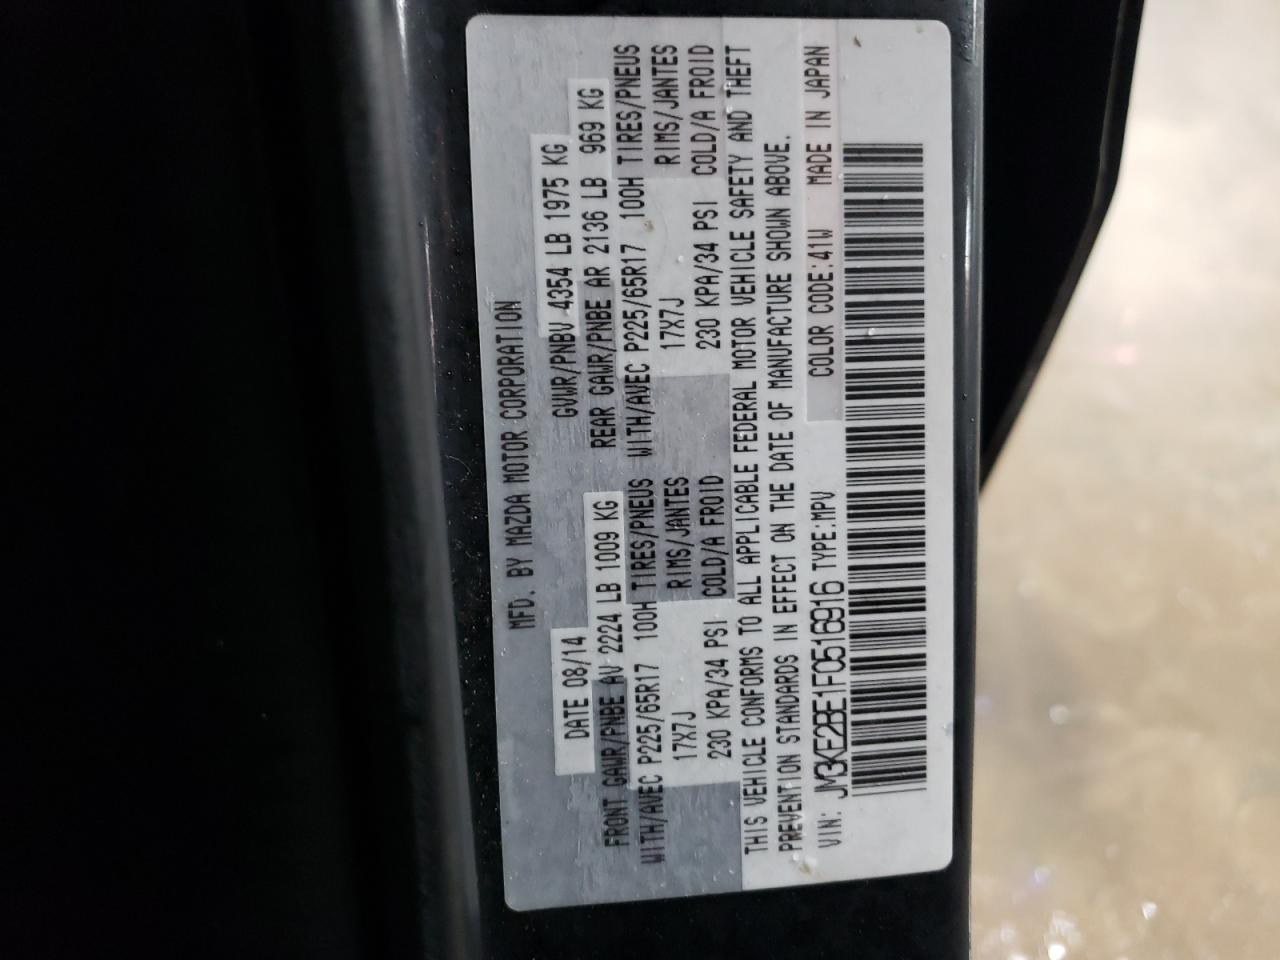 MFD. BY MAZDA MOTOR CORPORATION
DATE 08/14 GVWR/PNBV 4354 LB 1975 KG
FRONT GAWR/PNBE AV 2224 LB 1009 KG REAR GAWR/PNBE AR 2136 LB 969 KG
WITH/AVEC P225/65R17 100H TIRES/PNEUS WITH/AVEC P225/65R17 100H TIRES/PNEUS
17X7J RIMS/JANTES 17X7J RIMS/JANTES
230 KPA/34 PSI COLD/A FROID 230 KPA/34 PSI COLD/A FROID
THIS VEHICLE CONFORMS TO ALL APPLICABLE FEDERAL MOTOR VEHICLE SAFETY AND THEFT
PREVENTION STANDARDS IN EFFECT ON THE DATE OF MANUFACTURE SHOWN ABOVE.
VIN: JM3KE2BE1F0516916 TYPE:MPV COLOR CODE:41W MADE IN JAPAN